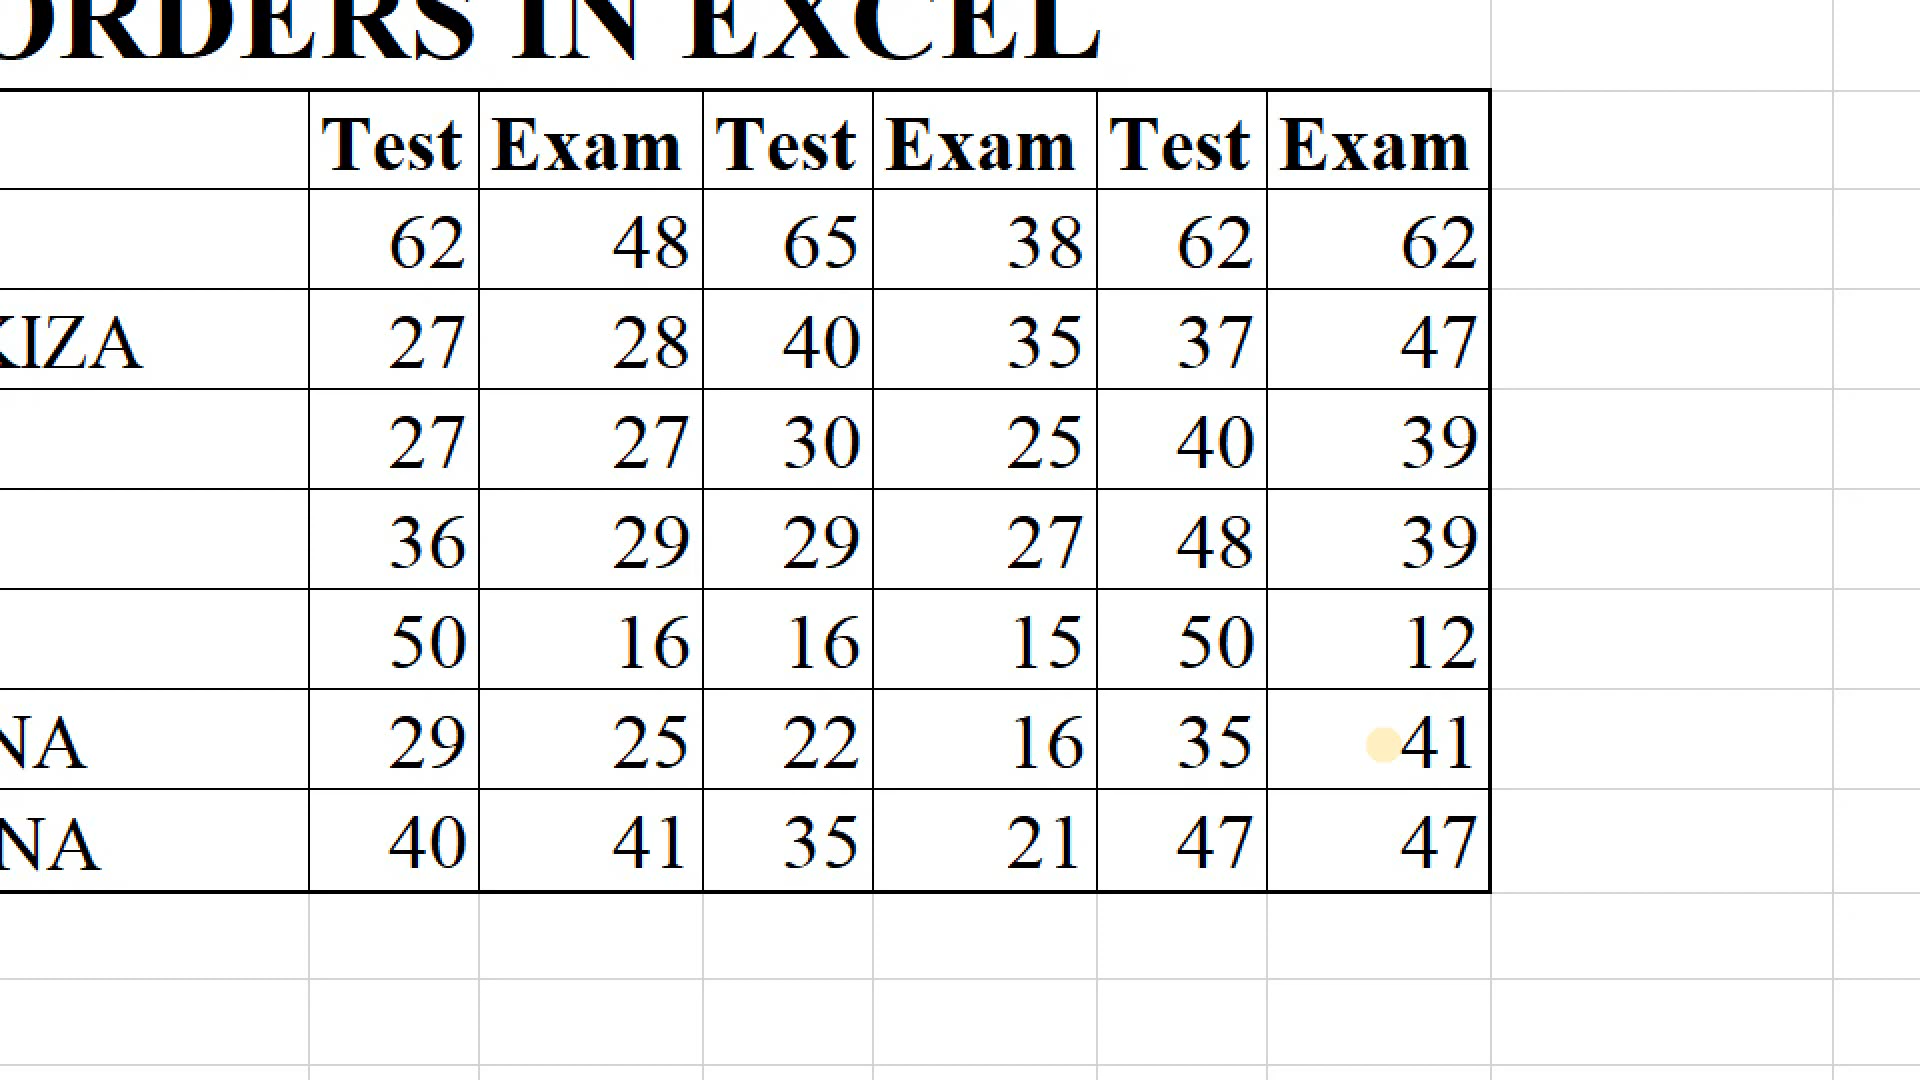 ORDERS IN EXCEL
Test Exam Test Exam Test Exam
62 48 65 38 62 62
KIZA 27 28 40 35 37 47
27 27 30 25 40 39
36 29 29 27 48 39
50 16 16 15 50 12
NA 29 25 22 16 35 41
NA 40 41 35 21 47 47